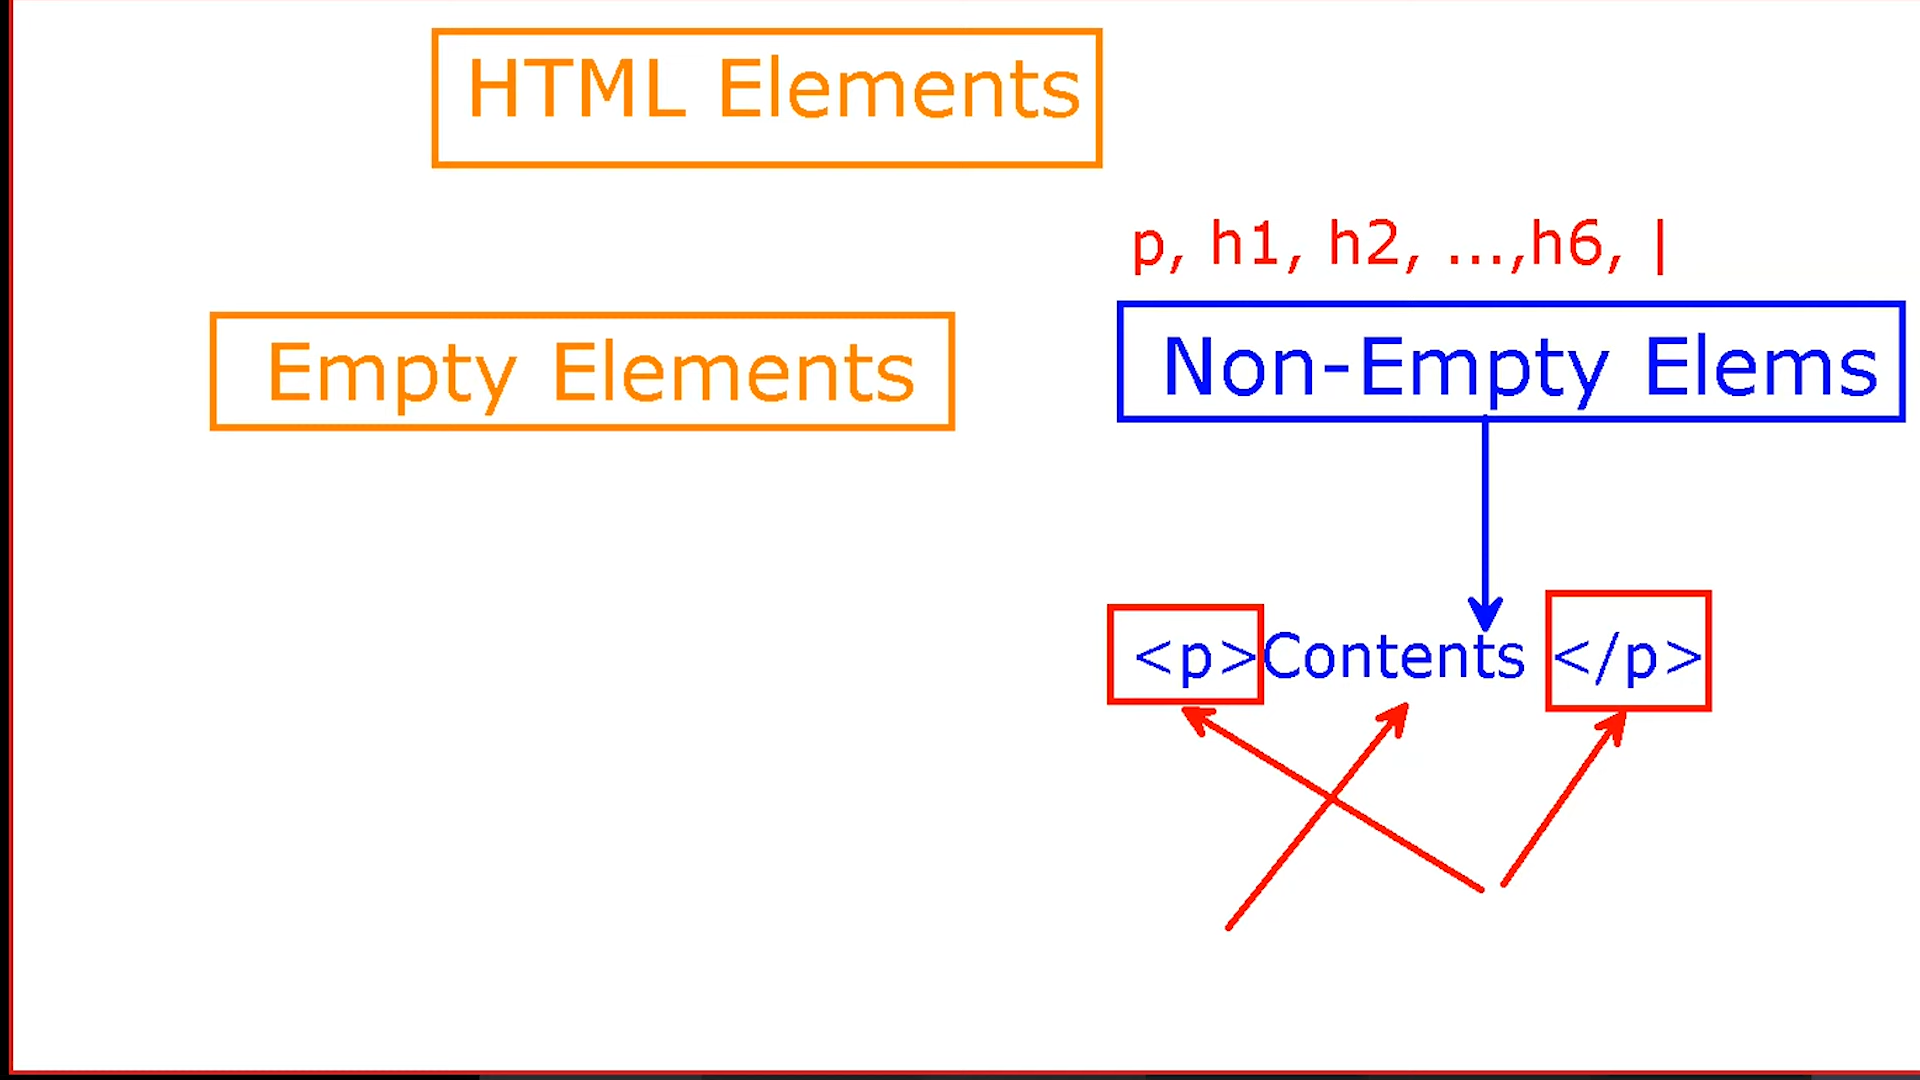 HTML Elements
p, h1, h2, ...,h6, |
Empty Elements
Non-Empty Elems
<p>Contents </p>